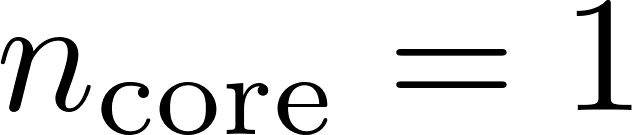 n_core = 1